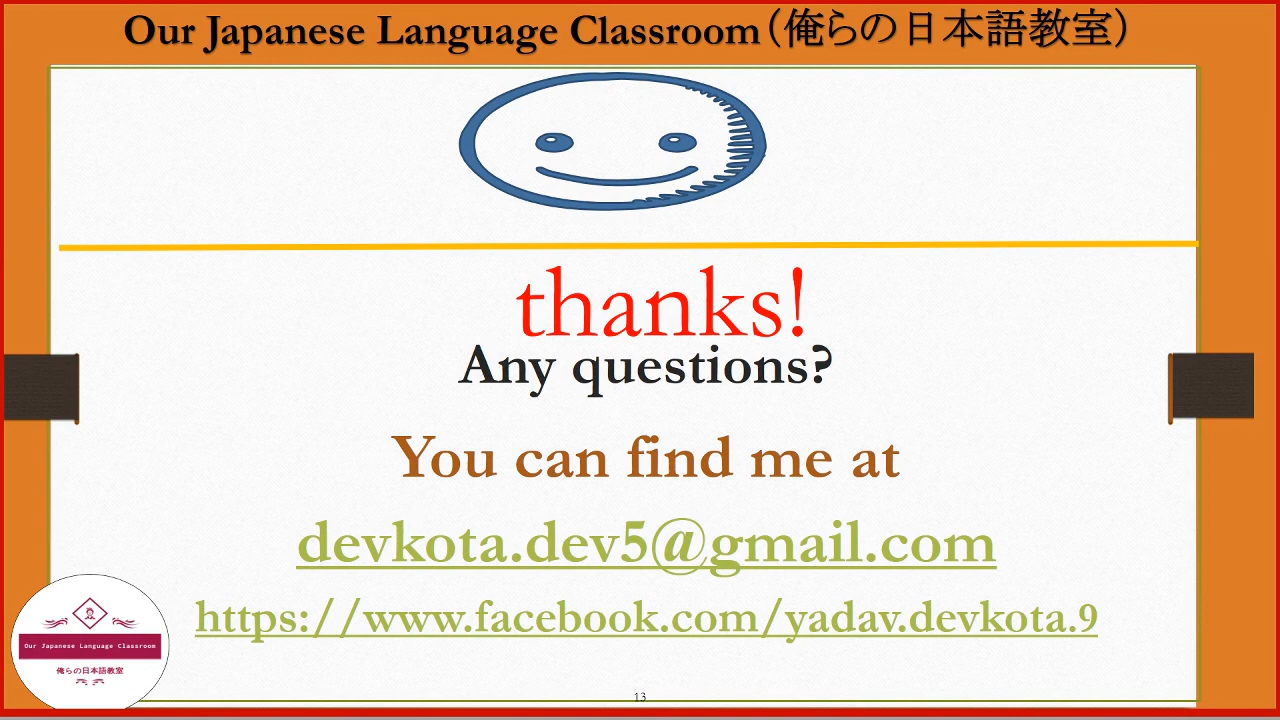 Our Japanese Language Classroom（俺らの日本語教室）
thanks!
Any questions?
You can find me at
devkota.dev5@gmail.com
https://www.facebook.com/yadav.devkota.9
Our Japanese Language Classroom
俺らの日本語教室
13